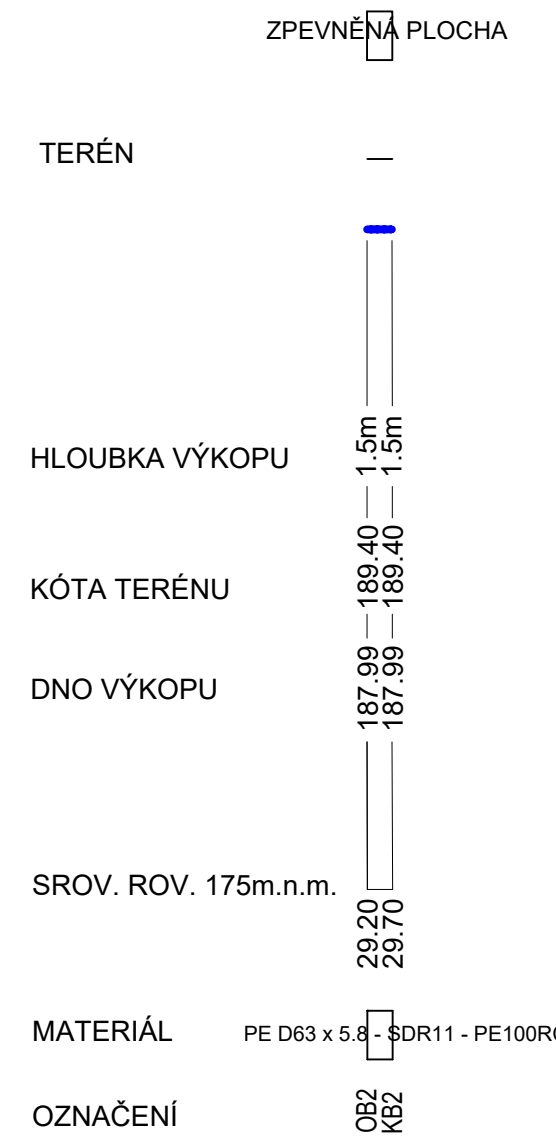 ZPEVNĚNÁ PLOCHA
TERÉN
HLOUBKA VÝKOPU 1.5m 1.5m
KÓTA TERÉNU 189.40 189.40
DNO VÝKOPU 187.99 187.99
SROV. ROV. 175m.n.m.
29.20 29.70
MATERIÁL PE D63 x 5.8 - SDR11 - PE100RC
OZNAČENÍ OB2 KB2